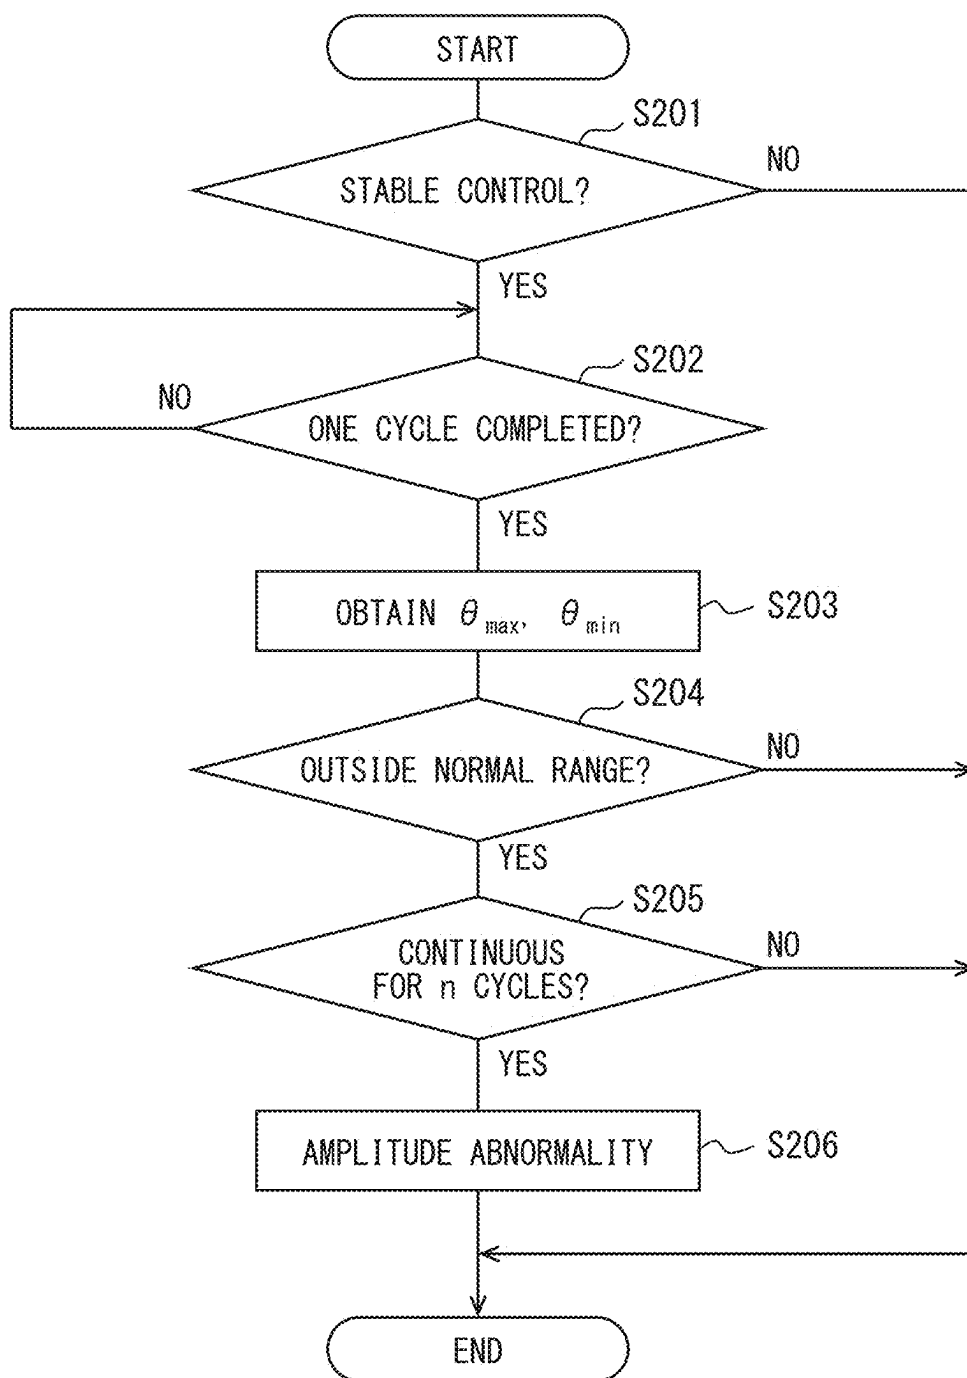 START
S201
STABLE CONTROL?
NO
YES
S202
NO
ONE CYCLE COMPLETED?
YES
OBTAIN θmax, θmin
S203
S204
OUTSIDE NORMAL RANGE?
NO
YES
S205
CONTINUOUS
FOR n CYCLES?
NO
YES
AMPLITUDE ABNORMALITY
S206
END